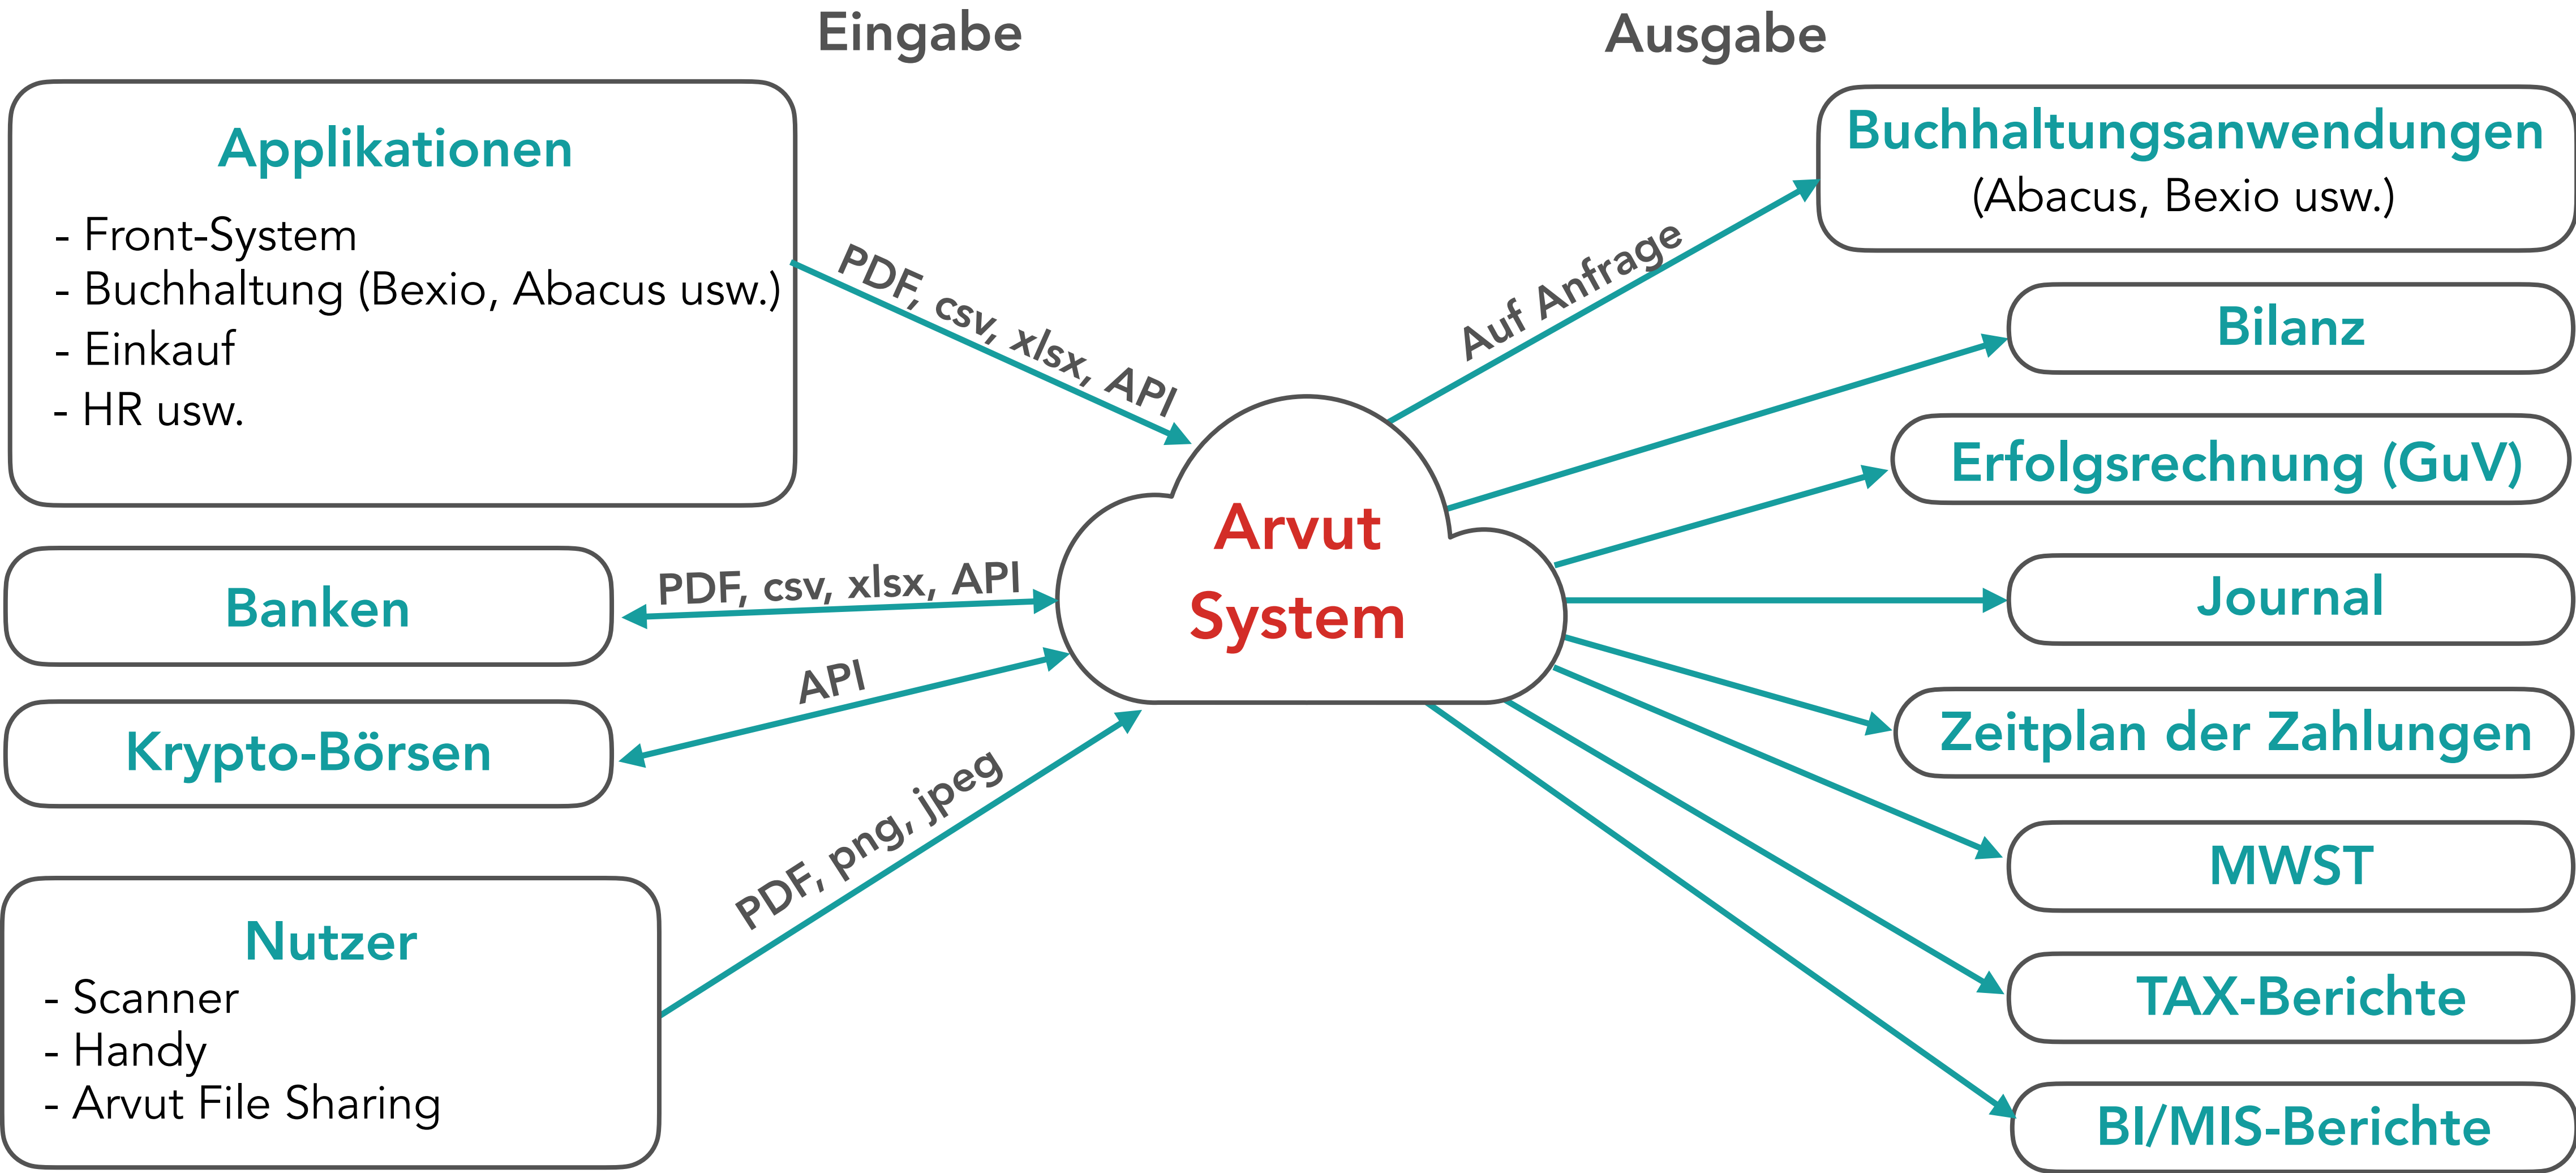 Eingabe
Ausgabe
Applikationen
- Front-System
- Buchhaltung (Bexio, Abacus usw.)
- Einkauf
- HR usw.
PDF, csv, xlsx, API
Banken
PDF, csv, xlsx, API
Krypto-Börsen
API
Nutzer
- Scanner
- Handy
- Arvut File Sharing
PDF, png, jpeg
Arvut
System
Auf Anfrage
Buchhaltungsanwendungen
(Abacus, Bexio usw.)
Bilanz
Erfolgsrechnung (GuV)
Journal
Zeitplan der Zahlungen
MWST
TAX-Berichte
BI/MIS-Berichte